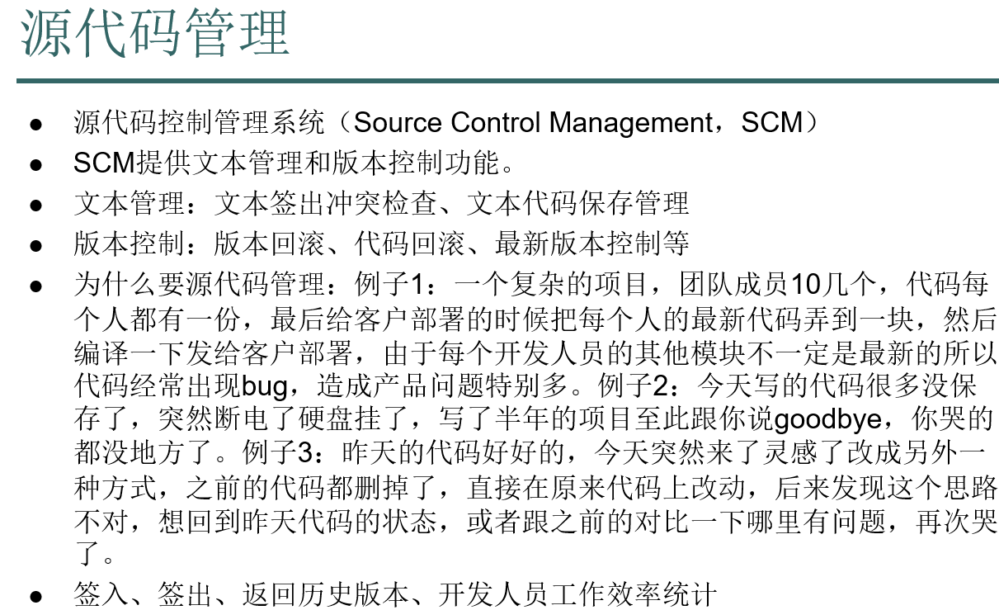 源代码管理
● 源代码控制管理系统（Source Control Management，SCM）
● SCM提供文本管理和版本控制功能。
● 文本管理：文本签出冲突检查、文本代码保存管理
● 版本控制：版本回滚、代码回滚、最新版本控制等
● 为什么要源代码管理：例子1：一个复杂的项目，团队成员10几个，代码每
个人都有一份，最后给客户部署的时候把每个人的最新代码弄到一块，然后
编译一下发给客户部署，由于每个开发人员的其他模块不一定是最新的所以
代码经常出现bug，造成产品问题特别多。例子2：今天写的代码很多没保
存了，突然断电了硬盘挂了，写了半年的项目至此跟你说goodbye，你哭的
都没地方了。例子3：昨天的代码好好的，今天突然来了灵感了改成另外一
种方式，之前的代码都删掉了，直接在原来代码上改动，后来发现这个思路
不对，想回到昨天代码的状态，或者跟之前的对比一下哪里有问题，再次哭
了。
● 签入、签出、返回历史版本、开发人员工作效率统计